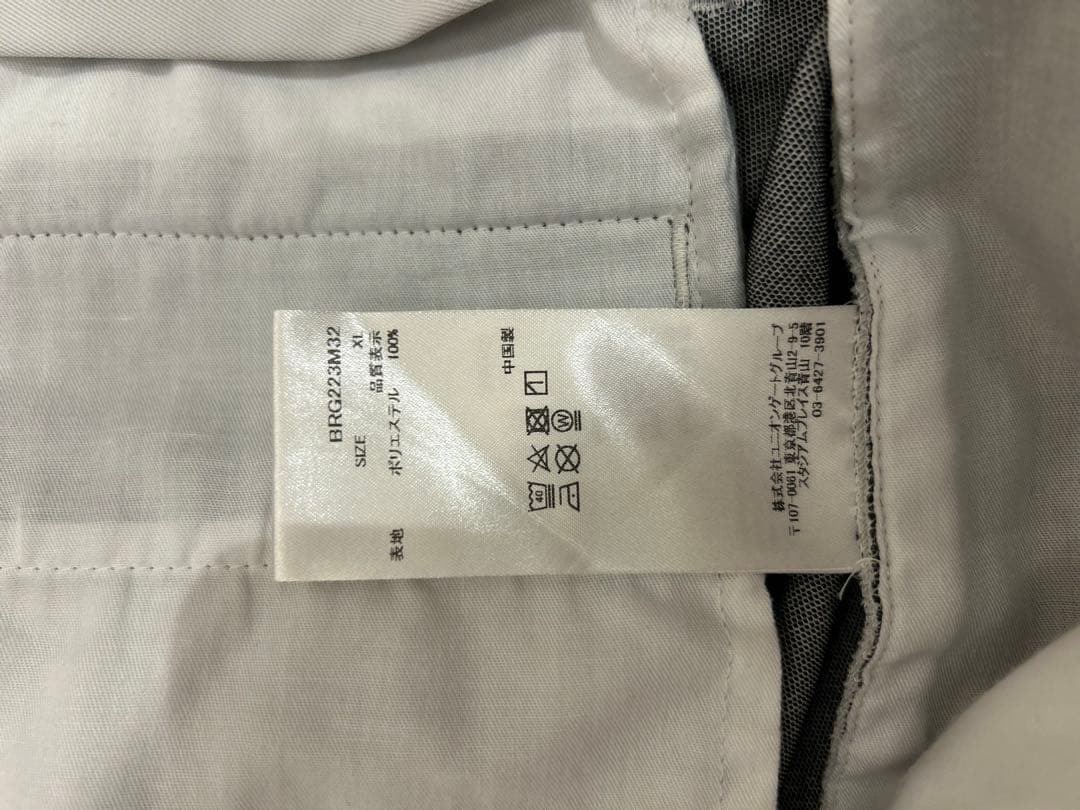 BRG223M32
SIZE XL
品質表示
表地 ポリエステル 100%
40
W
中国製
株式会社ユニオンゲートグループ
〒107-0061 東京都港区北青山2-9-5
スタジアムプレイス青山 10階
03-6427-3901